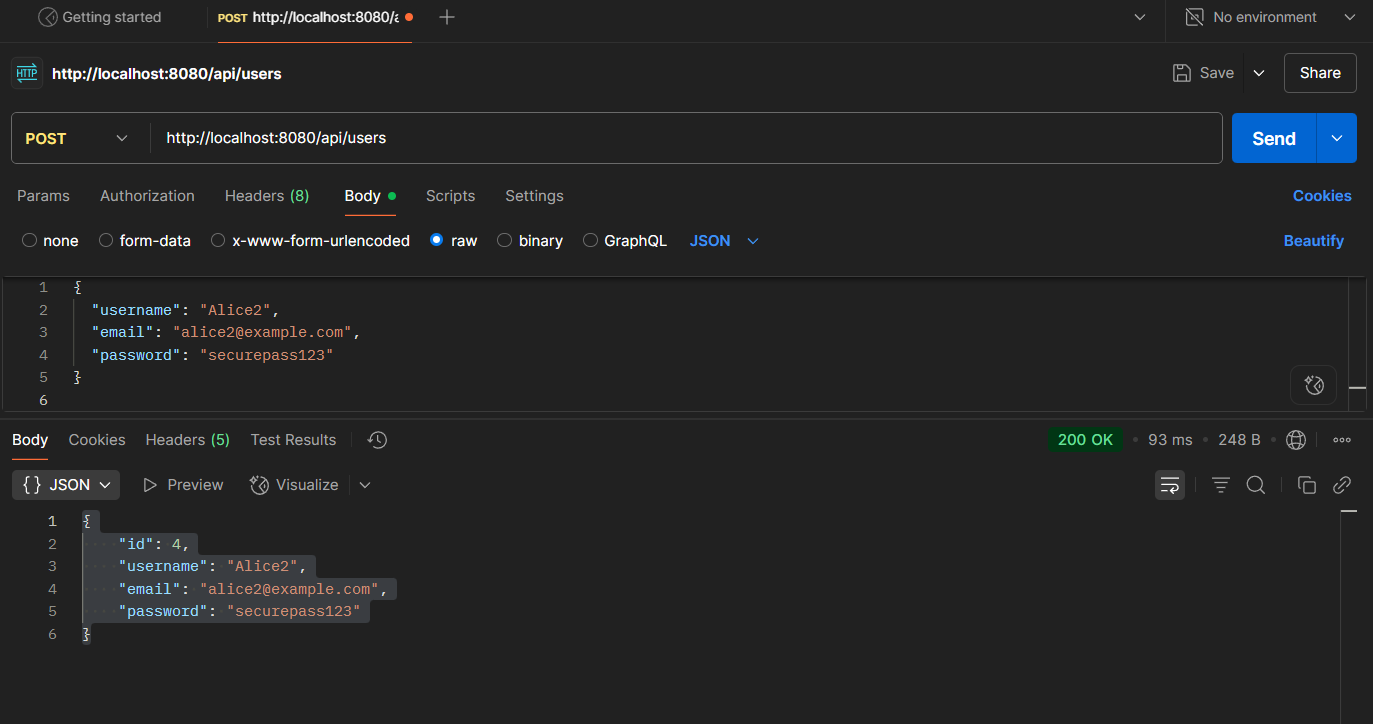 Getting started
POST http://localhost:8080/a
No environment
HTTP http://localhost:8080/api/users
Save
Share
POST
http://localhost:8080/api/users
Send
Params Authorization Headers (8) Body Scripts Settings Cookies
none form-data x-www-form-urlencoded raw binary GraphQL JSON Beautify
1 {
2 "username": "Alice2",
3 "email": "alice2@example.com",
4 "password": "securepass123"
5 }
6
Body Cookies Headers (5) Test Results 200 OK • 93 ms • 248 B •
{} JSON Preview Visualize
1 {
2 "id": 4,
3 "username": "Alice2",
4 "email": "alice2@example.com",
5 "password": "securepass123"
6 }